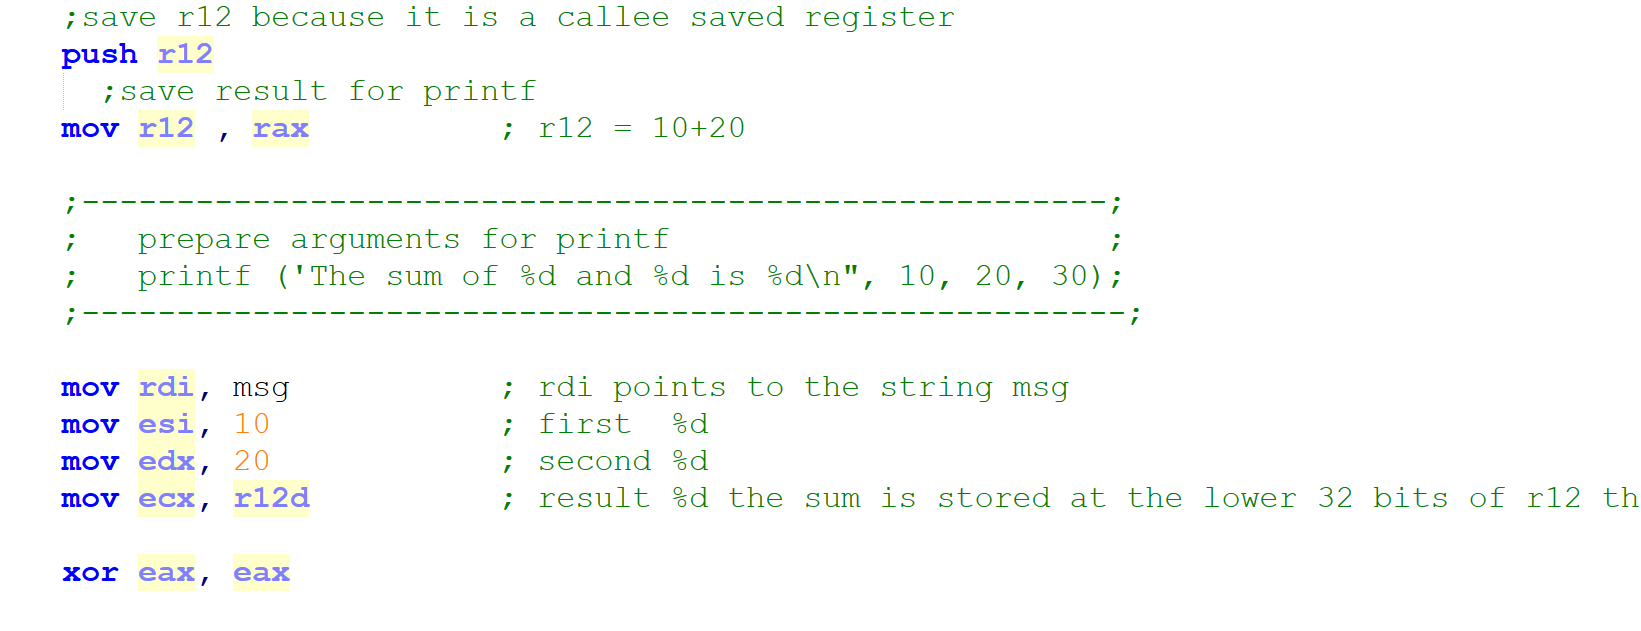 ;save r12 because it is a callee saved register
push r12
;save result for printf
mov r12 , rax ; r12 = 10+20
;------------------------------------------------------;
; prepare arguments for printf ;
; printf ('The sum of %d and %d is %d\n", 10, 20, 30);
;-------------------------------------------------------;
mov rdi, msg ; rdi points to the string msg
mov esi, 10 ; first %d
mov edx, 20 ; second %d
mov ecx, r12d ; result %d the sum is stored at the lower 32 bits of r12 th
xor eax, eax